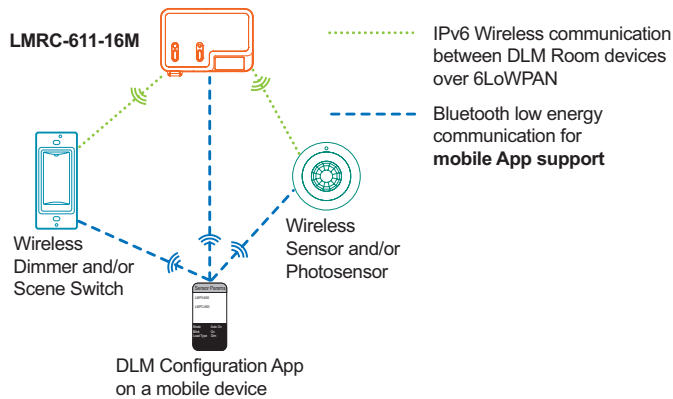 LMRC-611-16M
IPv6 Wireless communication
between DLM Room devices
over 6LoWPAN
Bluetooth low energy
communication for
mobile App support
Wireless
Dimmer and/or
Scene Switch
Wireless
Sensor and/or
Photosensor
Sensor Params
DLM Configuration App
on a mobile device